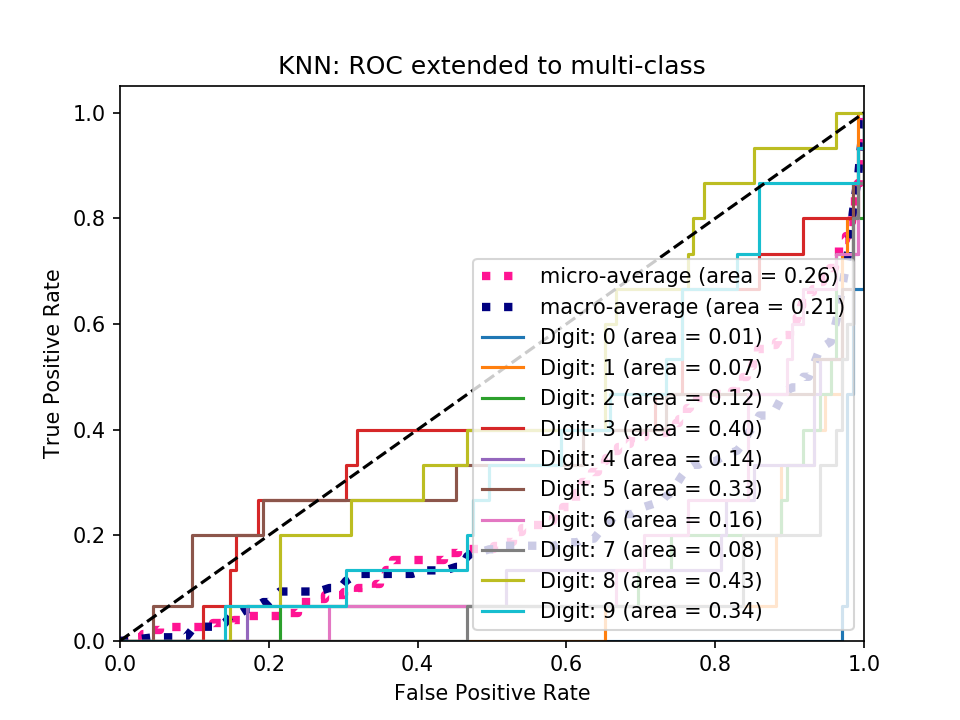 KNN: ROC extended to multi-class
True Positive Rate
1.0
0.8
0.6
0.4
0.2
0.0
micro-average (area = 0.26)
macro-average (area = 0.21)
Digit: 0 (area = 0.01)
Digit: 1 (area = 0.07)
Digit: 2 (area = 0.12)
Digit: 3 (area = 0.40)
Digit: 4 (area = 0.14)
Digit: 5 (area = 0.33)
Digit: 6 (area = 0.16)
Digit: 7 (area = 0.08)
Digit: 8 (area = 0.43)
Digit: 9 (area = 0.34)
0.0 0.2 0.4 0.6 0.8 1.0
False Positive Rate